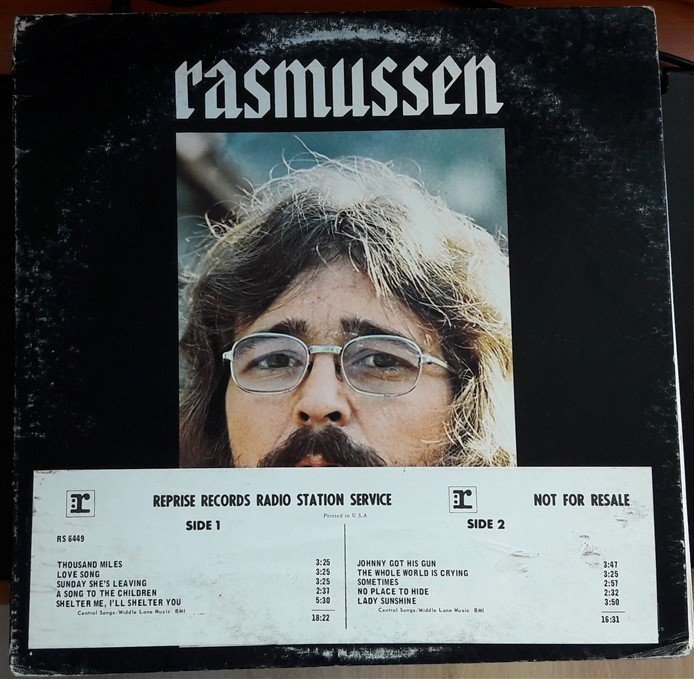 rasmussen
r REPRISE RECORDS RADIO STATION SERVICE r NOT FOR RESALE
Printed in U.S.A.
SIDE 1 SIDE 2
RS 6449
THOUSAND MILES 3:25
LOVE SONG 3:25
SUNDAY SHE'S LEAVING 3:25
A SONG TO THE CHILDREN 2:37
SHELTER ME, I'LL SHELTER YOU 5:30
Central Songs/Middle Lane Music BMI
18:22
JOHNNY GOT HIS GUN 3:47
THE WHOLE WORLD IS CRYING 3:25
SOMETIMES 2:57
NO PLACE TO HIDE 2:32
LADY SUNSHINE 3:50
Central Songs/Middle Lane Music BMI
16:31